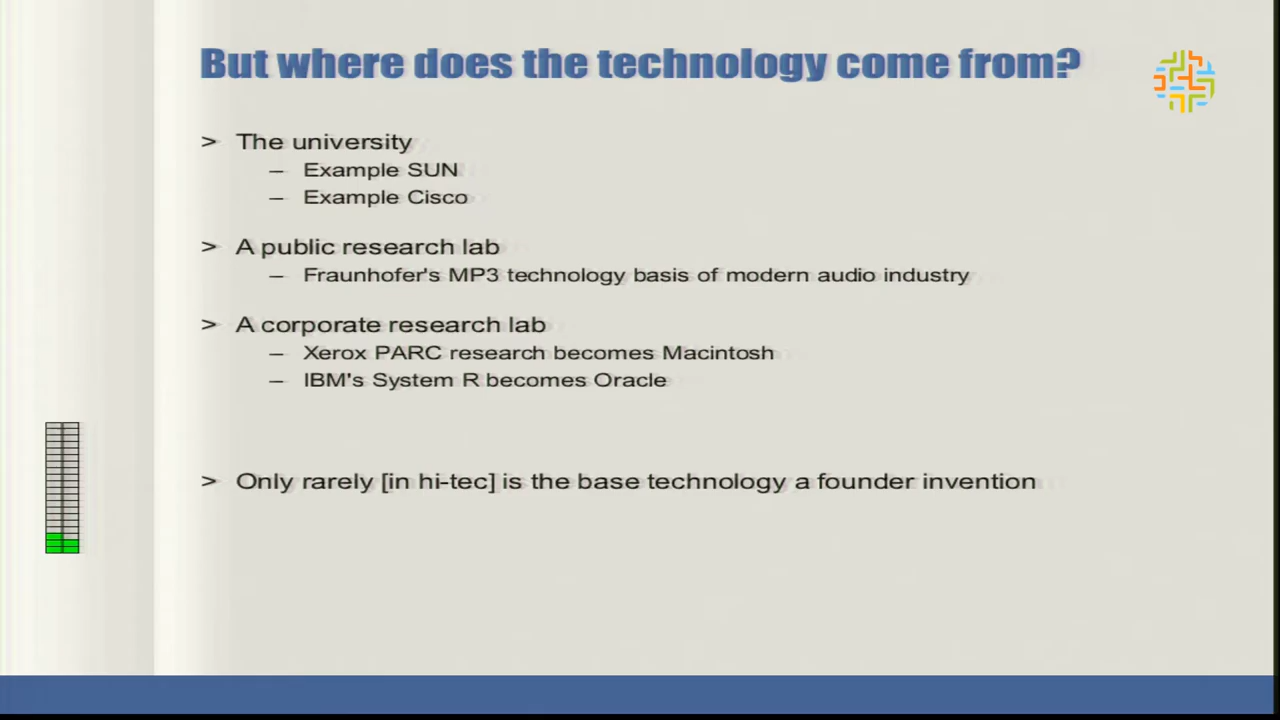 But where does the technology come from?
> The university
– Example SUN
– Example Cisco
> A public research lab
– Fraunhofer's MP3 technology basis of modern audio industry
> A corporate research lab
– Xerox PARC research becomes Macintosh
– IBM's System R becomes Oracle
> Only rarely [in hi-tec] is the base technology a founder invention